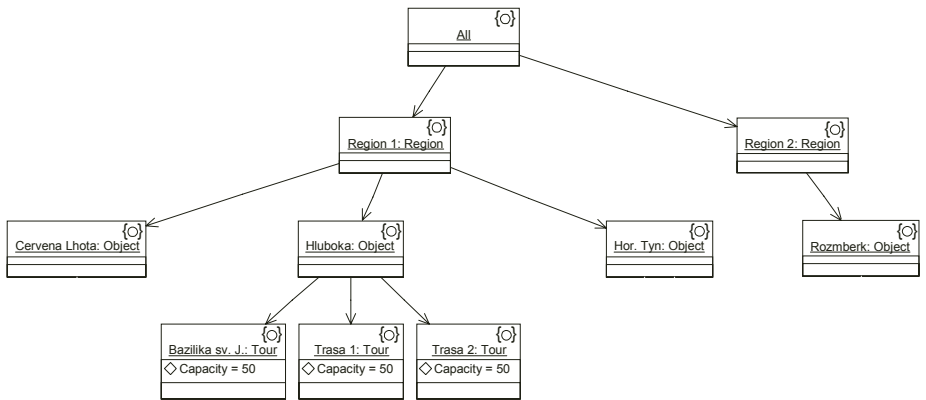 All
Region 1: Region
Region 2: Region
Cervena Lhota: Object
Hluboka: Object
Hor. Tyn: Object
Rozmberk: Object
Bazilika sv. J.: Tour
Capacity = 50
Trasa 1: Tour
Capacity = 50
Trasa 2: Tour
Capacity = 50